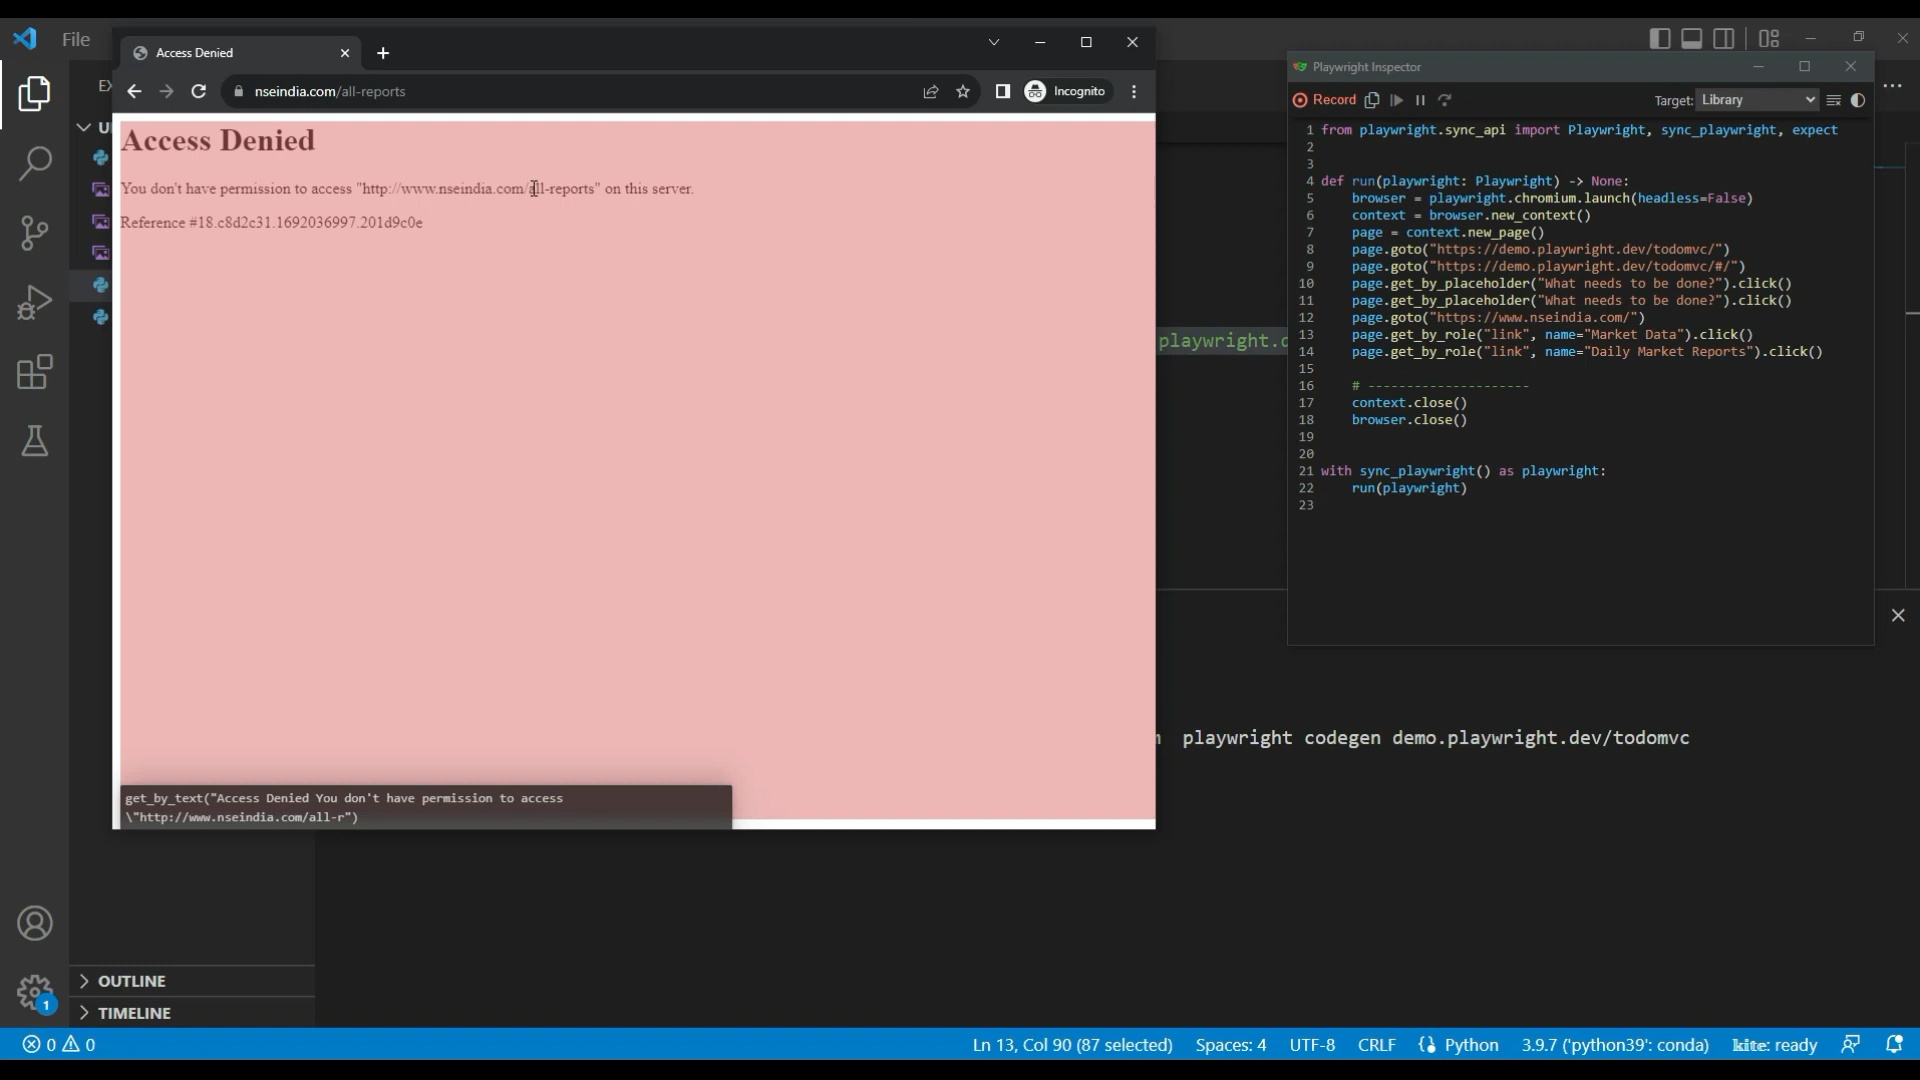 File
Access Denied
nseindia.com/all-reports
Incognito
EX
U
Access Denied
You don't have permission to access "http://www.nseindia.com/all-reports" on this server.
Reference #18.c8d2c31.1692036997.201d9c0e
get_by_text("Access Denied You don't have permission to access
\"http://www.nseindia.com/all-r")
Playwright Inspector
Record
Target: Library
1 from playwright.sync_api import Playwright, sync_playwright, expect
2
3
4 def run(playwright: Playwright) -> None:
5 browser = playwright.chromium.launch(headless=False)
6 context = browser.new_context()
7 page = context.new_page()
8 page.goto("https://demo.playwright.dev/todomvc/")
9 page.goto("https://demo.playwright.dev/todomvc/#/")
10 page.get_by_placeholder("What needs to be done?").click()
11 page.get_by_placeholder("What needs to be done?").click()
12 page.goto("https://www.nseindia.com/")
13 page.get_by_role("link", name="Market Data").click()
14 page.get_by_role("link", name="Daily Market Reports").click()
15
16 # ---------------------
17 context.close()
18 browser.close()
19
20
21 with sync_playwright() as playwright:
22 run(playwright)
23
playwright.d
playwright codegen demo.playwright.dev/todomvc
1
OUTLINE
TIMELINE
0 0
Ln 13, Col 90 (87 selected)
Spaces: 4
UTF-8
CRLF
Python
3.9.7 ('python39': conda)
kite: ready